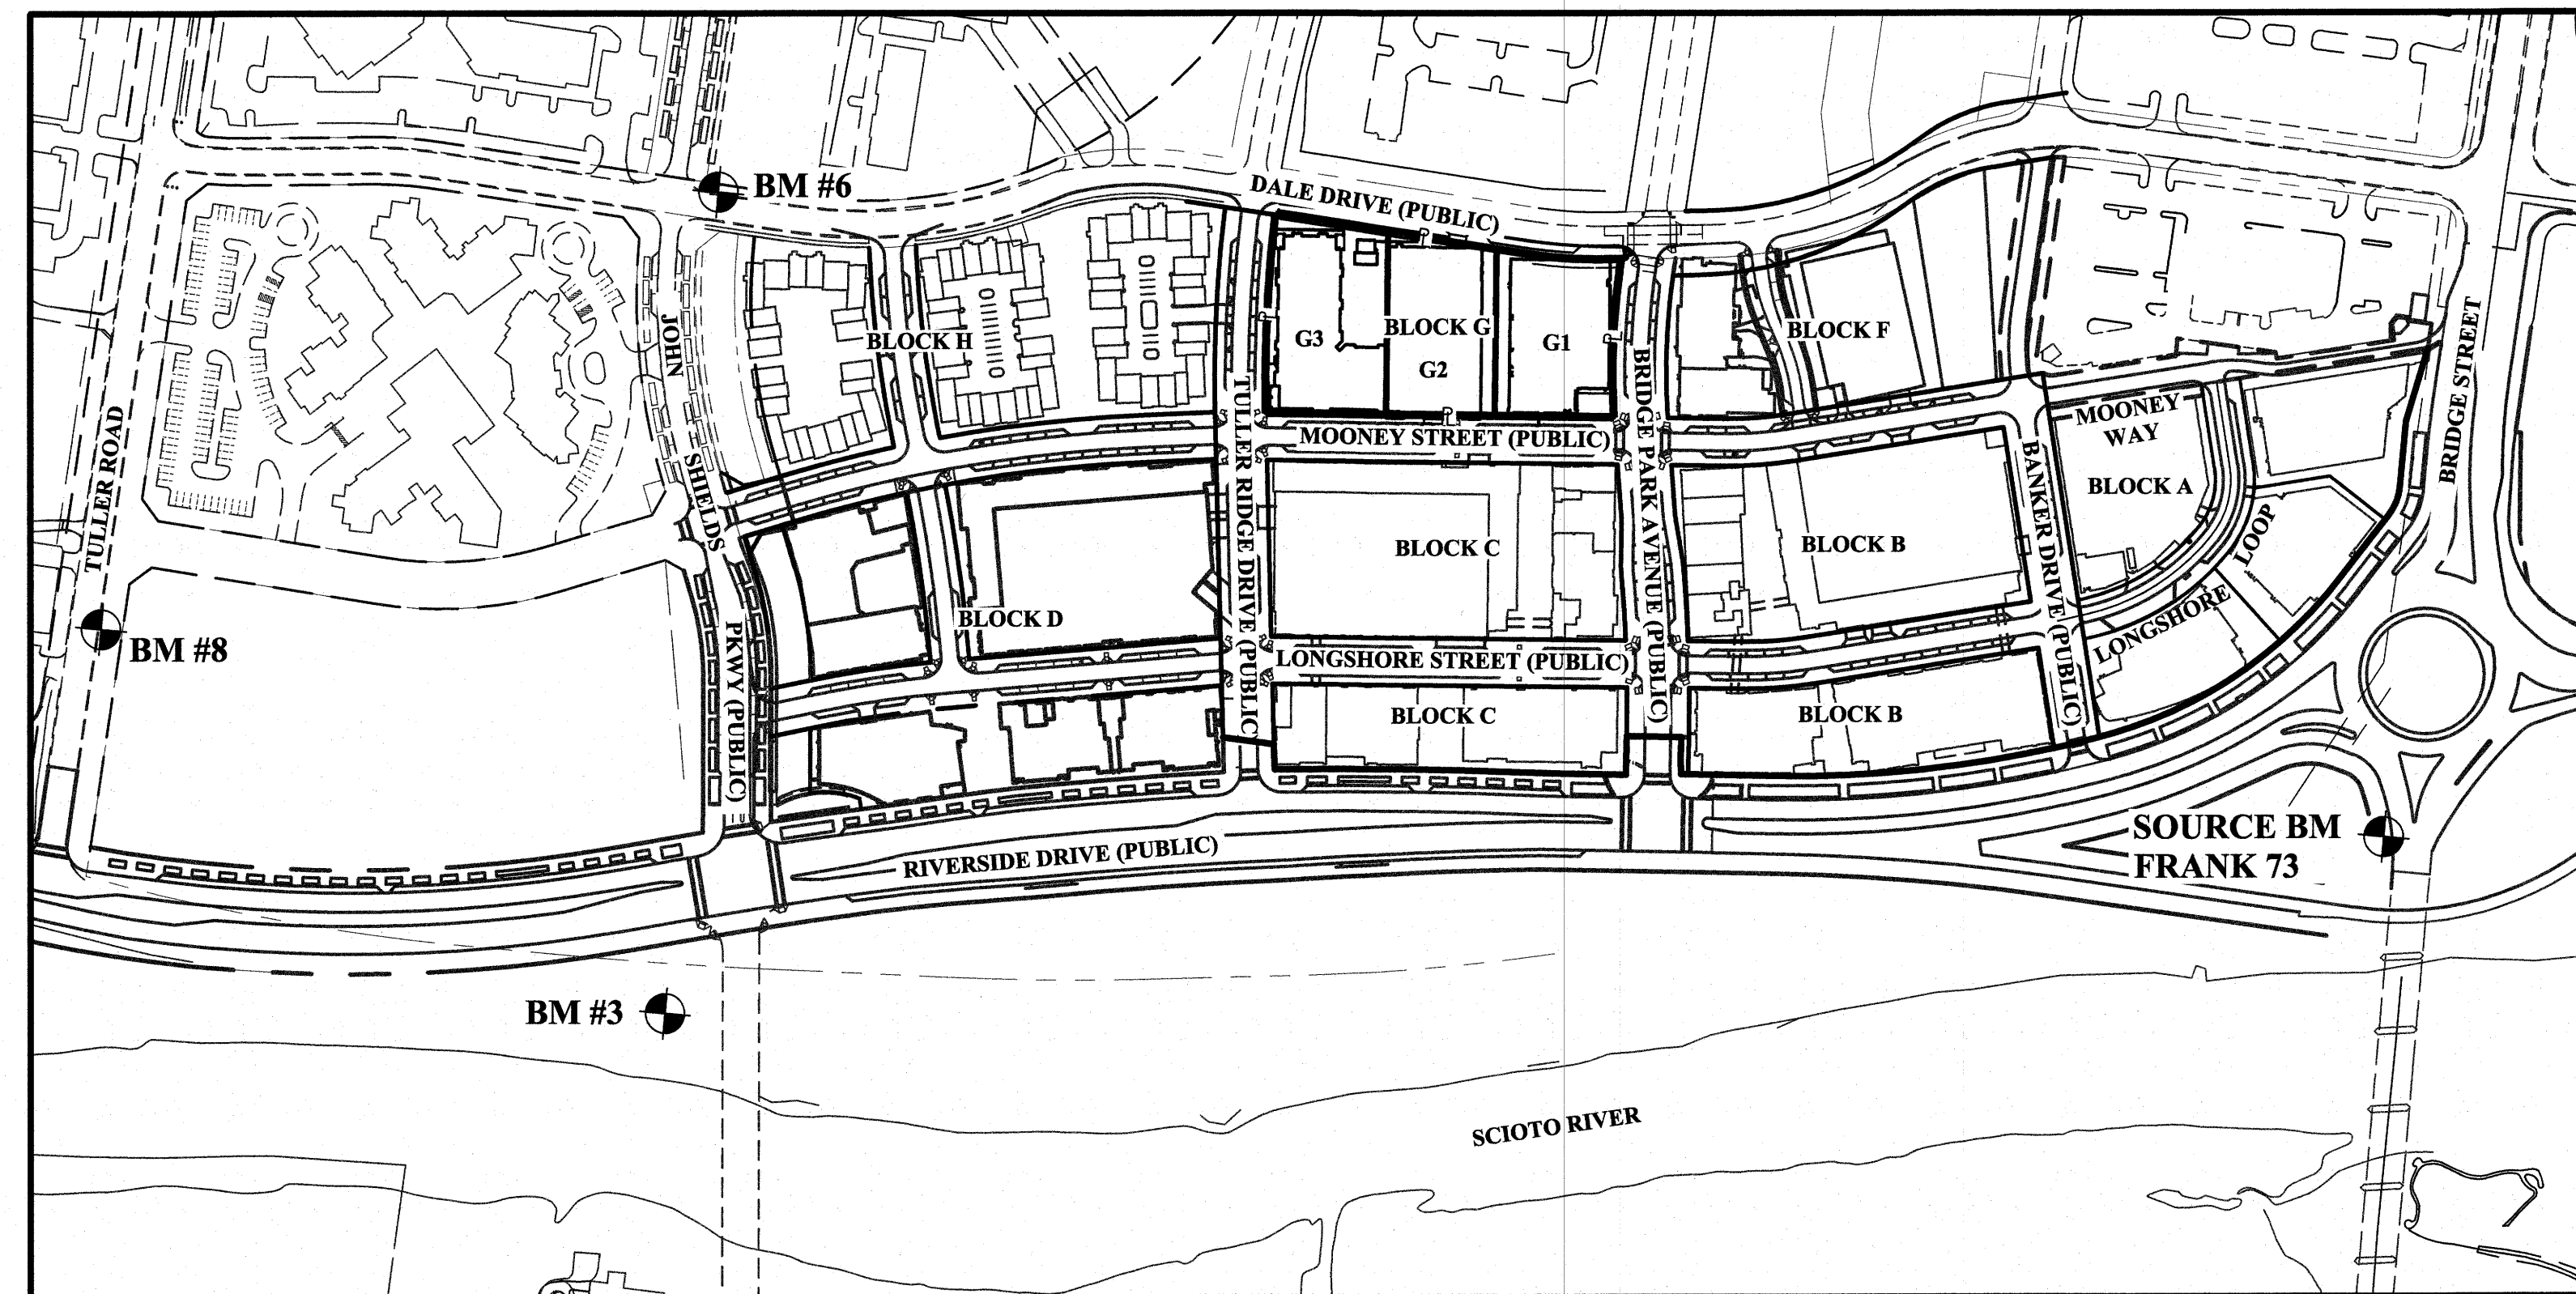 BM #6
DALE DRIVE (PUBLIC)
JOHN
SHIELDS
PKWY (PUBLIC)
BLOCK H
G3
BLOCK G
G2
G1
BLOCK F
TULLER ROAD
TULLER RIDGE DRIVE (PUBLIC)
BRIDGE PARK AVENUE (PUBLIC)
MOONEY STREET (PUBLIC)
MOONEY
WAY
BLOCK A
BRIDGE STREET
BANKER DRIVE (PUBLIC)
BLOCK C
BLOCK B
LONGSHORE
LOOP
BM #8
BLOCK D
LONGSHORE STREET (PUBLIC)
BLOCK C
BLOCK B
RIVERSIDE DRIVE (PUBLIC)
SOURCE BM
FRANK 73
BM #3
SCIOTO RIVER